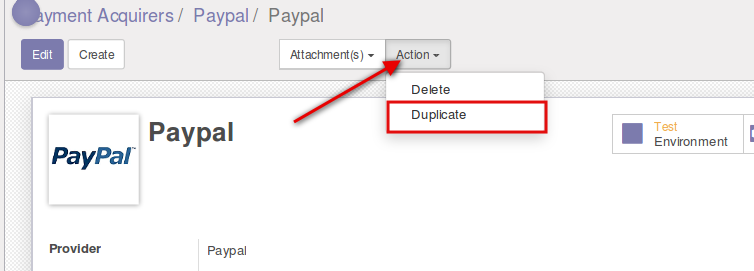 ayment Acquirers / Paypal / Paypal
Edit Create Attachment(s) Action
Delete
Duplicate
Paypal
PayPal™
Test
Environment
Provider Paypal